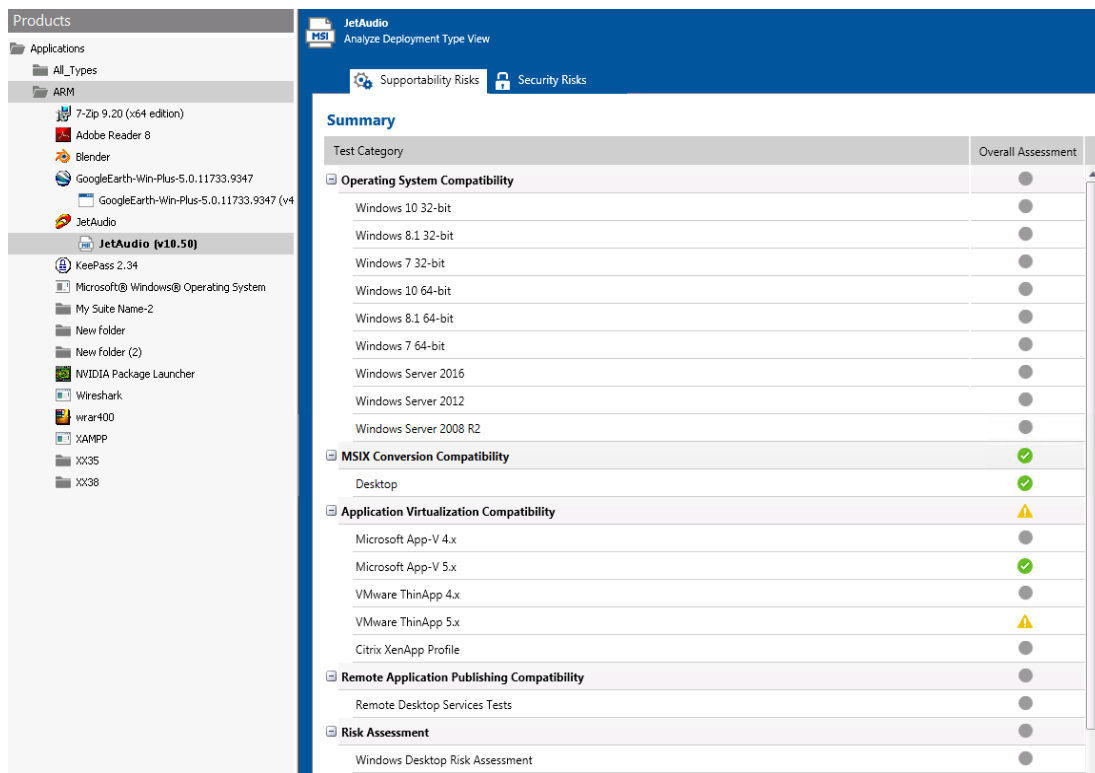 Products
Applications
All_Types
ARM
7-Zip 9.20 (x64 edition)
Adobe Reader 8
Blender
GoogleEarth-Win-Plus-5.0.11733.9347
GoogleEarth-Win-Plus-5.0.11733.9347 (v4
JetAudio
JetAudio (v10.50)
KeePass 2.34
Microsoft® Windows® Operating System
My Suite Name-2
New folder
New folder (2)
NVIDIA Package Launcher
Wireshark
wrar400
XAMPP
XX35
XX38
MSI
JetAudio
Analyze Deployment Type View
Supportability Risks
Security Risks
Summary
Test Category Overall Assessment
Operating System Compatibility
Windows 10 32-bit
Windows 8.1 32-bit
Windows 7 32-bit
Windows 10 64-bit
Windows 8.1 64-bit
Windows 7 64-bit
Windows Server 2016
Windows Server 2012
Windows Server 2008 R2
MSIX Conversion Compatibility
Desktop
Application Virtualization Compatibility
Microsoft App-V 4.x
Microsoft App-V 5.x
VMware ThinApp 4.x
VMware ThinApp 5.x
Citrix XenApp Profile
Remote Application Publishing Compatibility
Remote Desktop Services Tests
Risk Assessment
Windows Desktop Risk Assessment